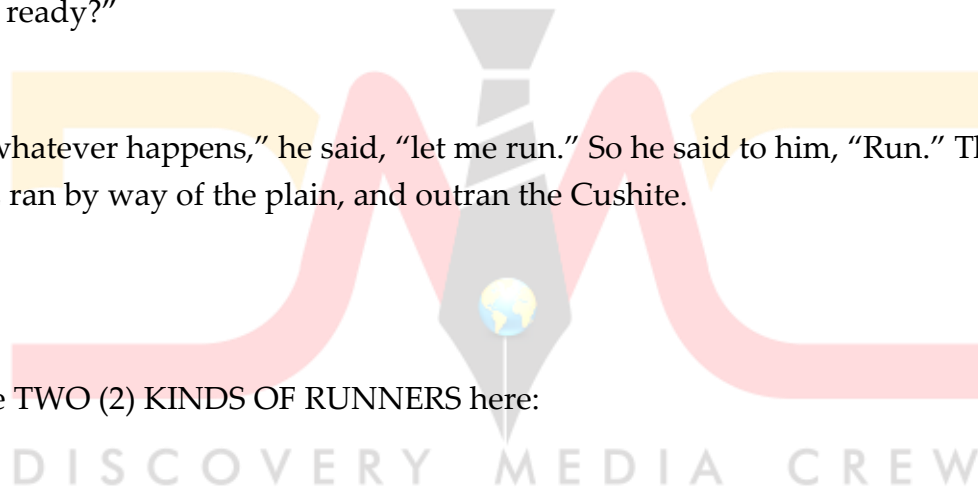 ready?”
whatever happens,” he said, “let me run.” So he said to him, “Run.”
ran by way of the plain, and outran the Cushite.
TWO (2) KINDS OF RUNNERS here:
DMC
DISCOVERY MEDIA CREW